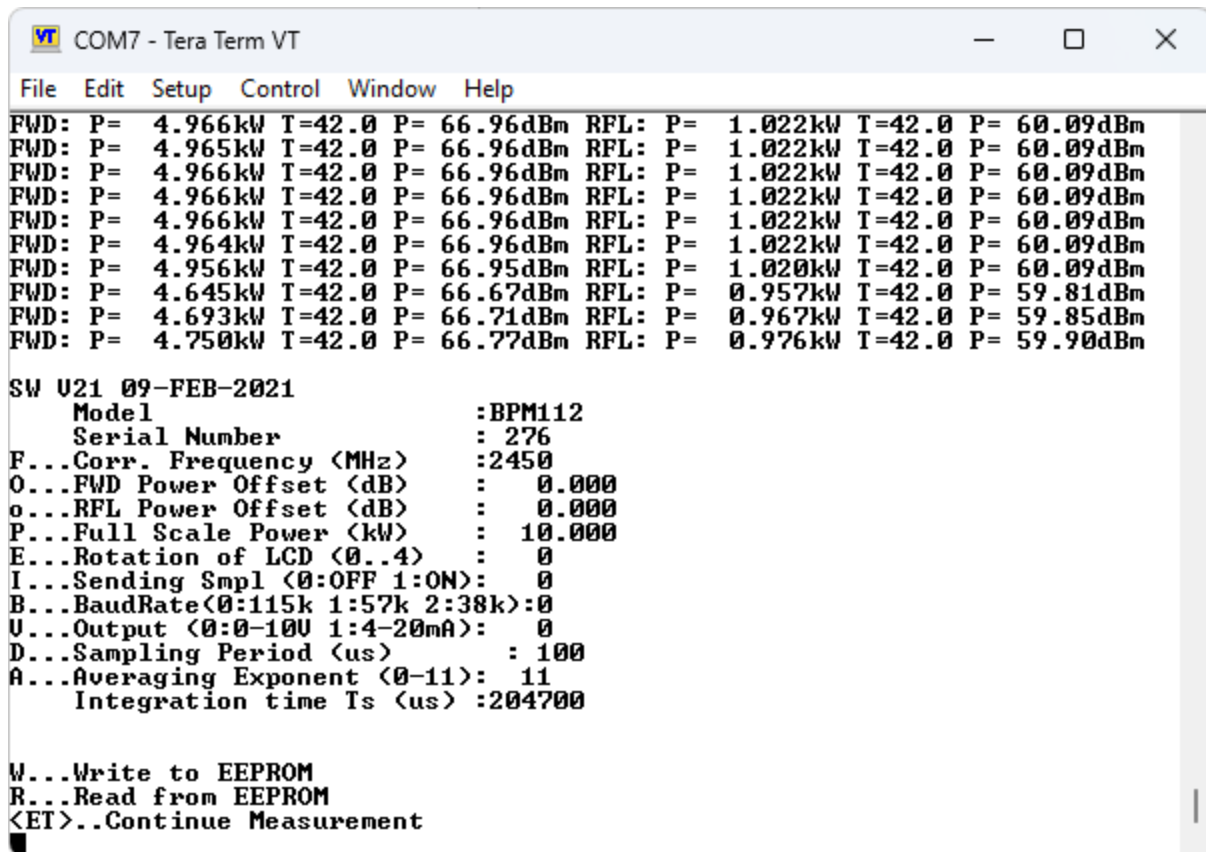 VT COM7 - Tera Term VT
File Edit Setup Control Window Help
FWD: P=  4.966kW T=42.0 P= 66.96dBm RFL: P=  1.022kW T=42.0 P= 60.09dBm
FWD: P=  4.965kW T=42.0 P= 66.96dBm RFL: P=  1.022kW T=42.0 P= 60.09dBm
FWD: P=  4.966kW T=42.0 P= 66.96dBm RFL: P=  1.022kW T=42.0 P= 60.09dBm
FWD: P=  4.966kW T=42.0 P= 66.96dBm RFL: P=  1.022kW T=42.0 P= 60.09dBm
FWD: P=  4.966kW T=42.0 P= 66.96dBm RFL: P=  1.022kW T=42.0 P= 60.09dBm
FWD: P=  4.964kW T=42.0 P= 66.96dBm RFL: P=  1.022kW T=42.0 P= 60.09dBm
FWD: P=  4.956kW T=42.0 P= 66.95dBm RFL: P=  1.020kW T=42.0 P= 60.09dBm
FWD: P=  4.645kW T=42.0 P= 66.67dBm RFL: P=  0.957kW T=42.0 P= 59.81dBm
FWD: P=  4.693kW T=42.0 P= 66.71dBm RFL: P=  0.967kW T=42.0 P= 59.85dBm
FWD: P=  4.750kW T=42.0 P= 66.77dBm RFL: P=  0.976kW T=42.0 P= 59.90dBm
SW V21 09-FEB-2021
    Model                    :BPM112
    Serial Number            : 276
F...Corr. Frequency (MHz)    :2450
O...FWD Power Offset (dB)    :   0.000
o...RFL Power Offset (dB)    :   0.000
P...Full Scale Power (kW)    :  10.000
E...Rotation of LCD (0..4)   :   0
I...Sending Smpl (0:OFF 1:ON):   0
B...BaudRate(0:115k 1:57k 2:38k):0
V...Output (0:0-10V 1:4-20mA):   0
D...Sampling Period (us)       : 100
A...Averaging Exponent (0-11):  11
    Integration time Ts (us) :204700
W...Write to EEPROM
R...Read from EEPROM
<ET>..Continue Measurement